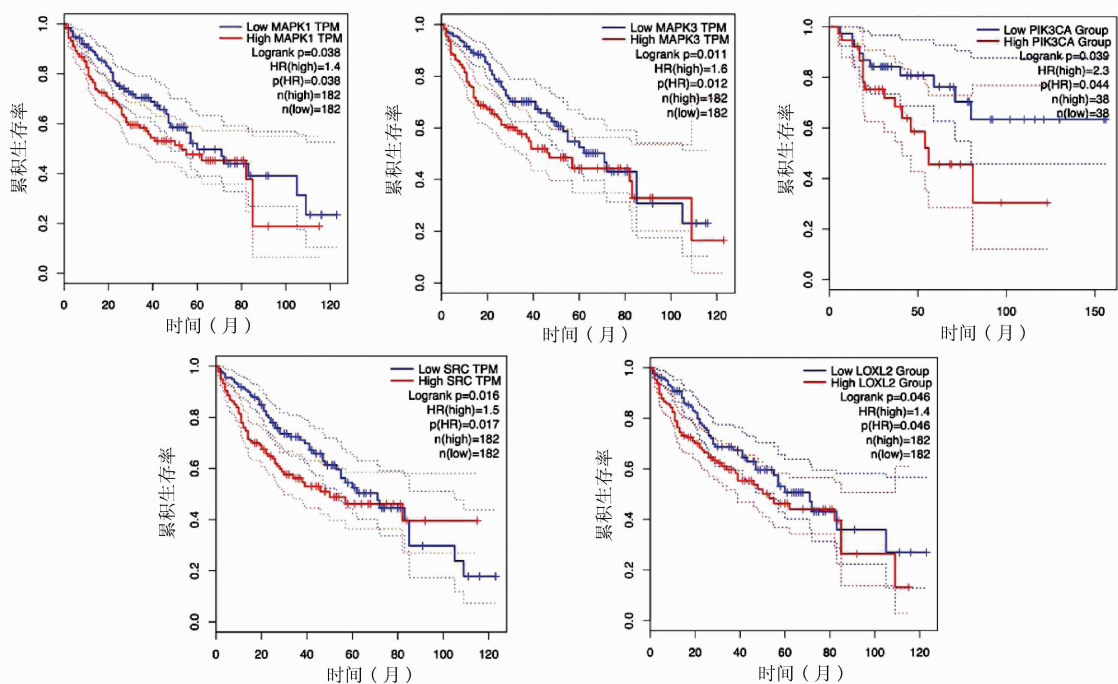 Low MAPK1 TPM
High MAPK1 TPM
Logrank p=0.038
HR(high)=1.4
p(HR)=0.038
n(high)=182
n(low)=182
累积生存率
1.0
0.8
0.6
0.4
0.2
0.0
0 20 40 60 80 100 120
时间（月）
Low MAPK3 TPM
High MAPK3 TPM
Logrank p=0.011
HR(high)=1.6
p(HR)=0.012
n(high)=182
n(low)=182
累积生存率
1.0
0.8
0.6
0.4
0.2
0.0
0 20 40 60 80 100 120
时间（月）
Low PIK3CA Group
High PIK3CA Group
Logrank p=0.039
HR(high)=2.3
p(HR)=0.044
n(high)=38
n(low)=38
累积生存率
1.0
0.8
0.6
0.4
0.2
0.0
0 50 100 150
时间（月）
Low SRC TPM
High SRC TPM
Logrank p=0.016
HR(high)=1.5
p(HR)=0.017
n(high)=182
n(low)=182
累积生存率
1.0
0.8
0.6
0.4
0.2
0.0
0 20 40 60 80 100 120
时间（月）
Low LOXL2 Group
High LOXL2 Group
Logrank p=0.046
HR(high)=1.4
p(HR)=0.046
n(high)=182
n(low)=182
累积生存率
1.0
0.8
0.6
0.4
0.2
0.0
0 20 40 60 80 100 120
时间（月）